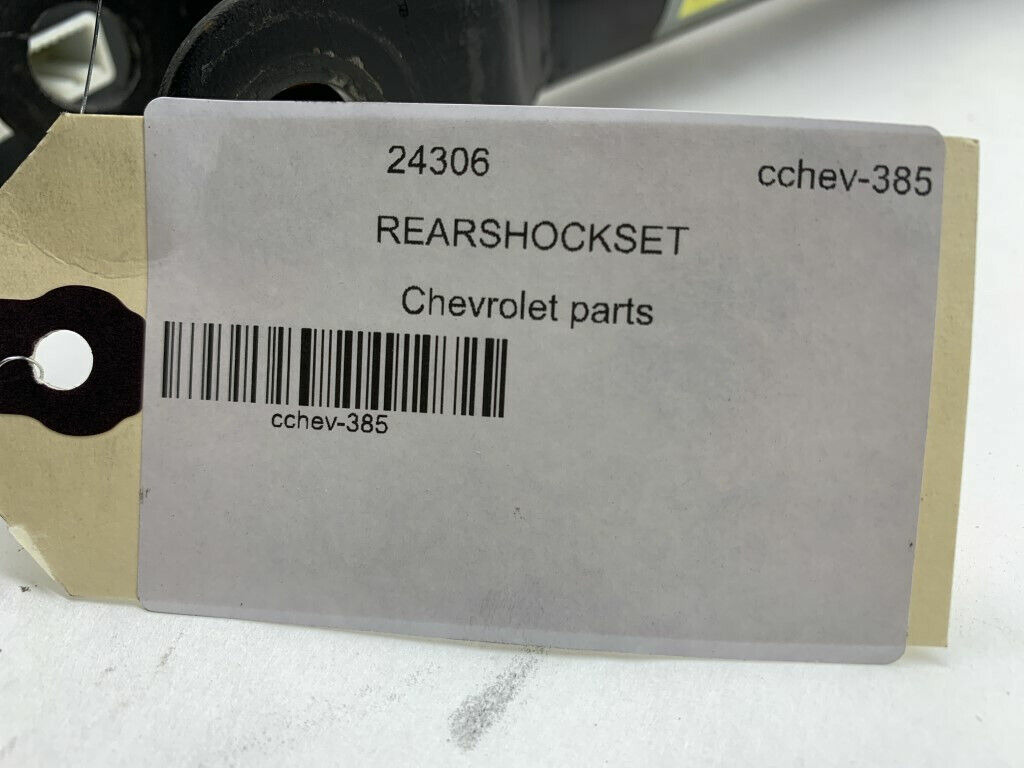 24306
cchev-385
REARSHOCKSET
Chevrolet parts
cchev-385